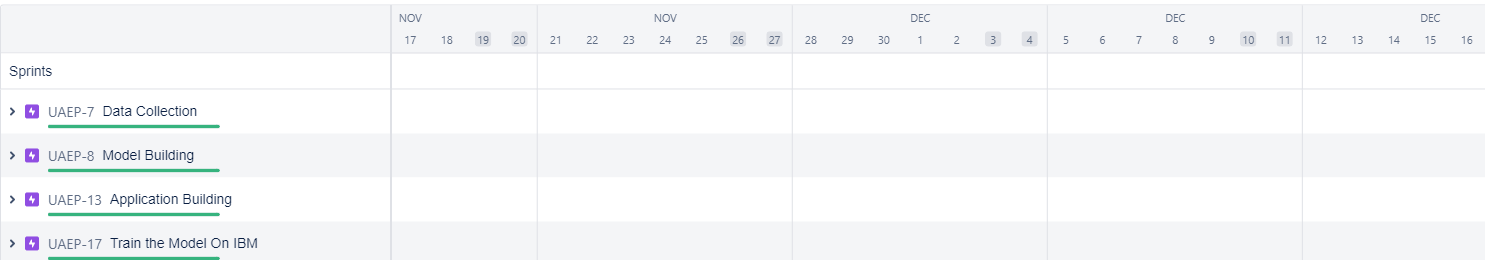 NOV NOV DEC DEC DEC
17 18 19 20 21 22 23 24 25 26 27 28 29 30 1 2 3 4 5 6 7 8 9 10 11 12 13 14 15 16
Sprints
UAEP-7 Data Collection
UAEP-8 Model Building
UAEP-13 Application Building
UAEP-17 Train the Model On IBM